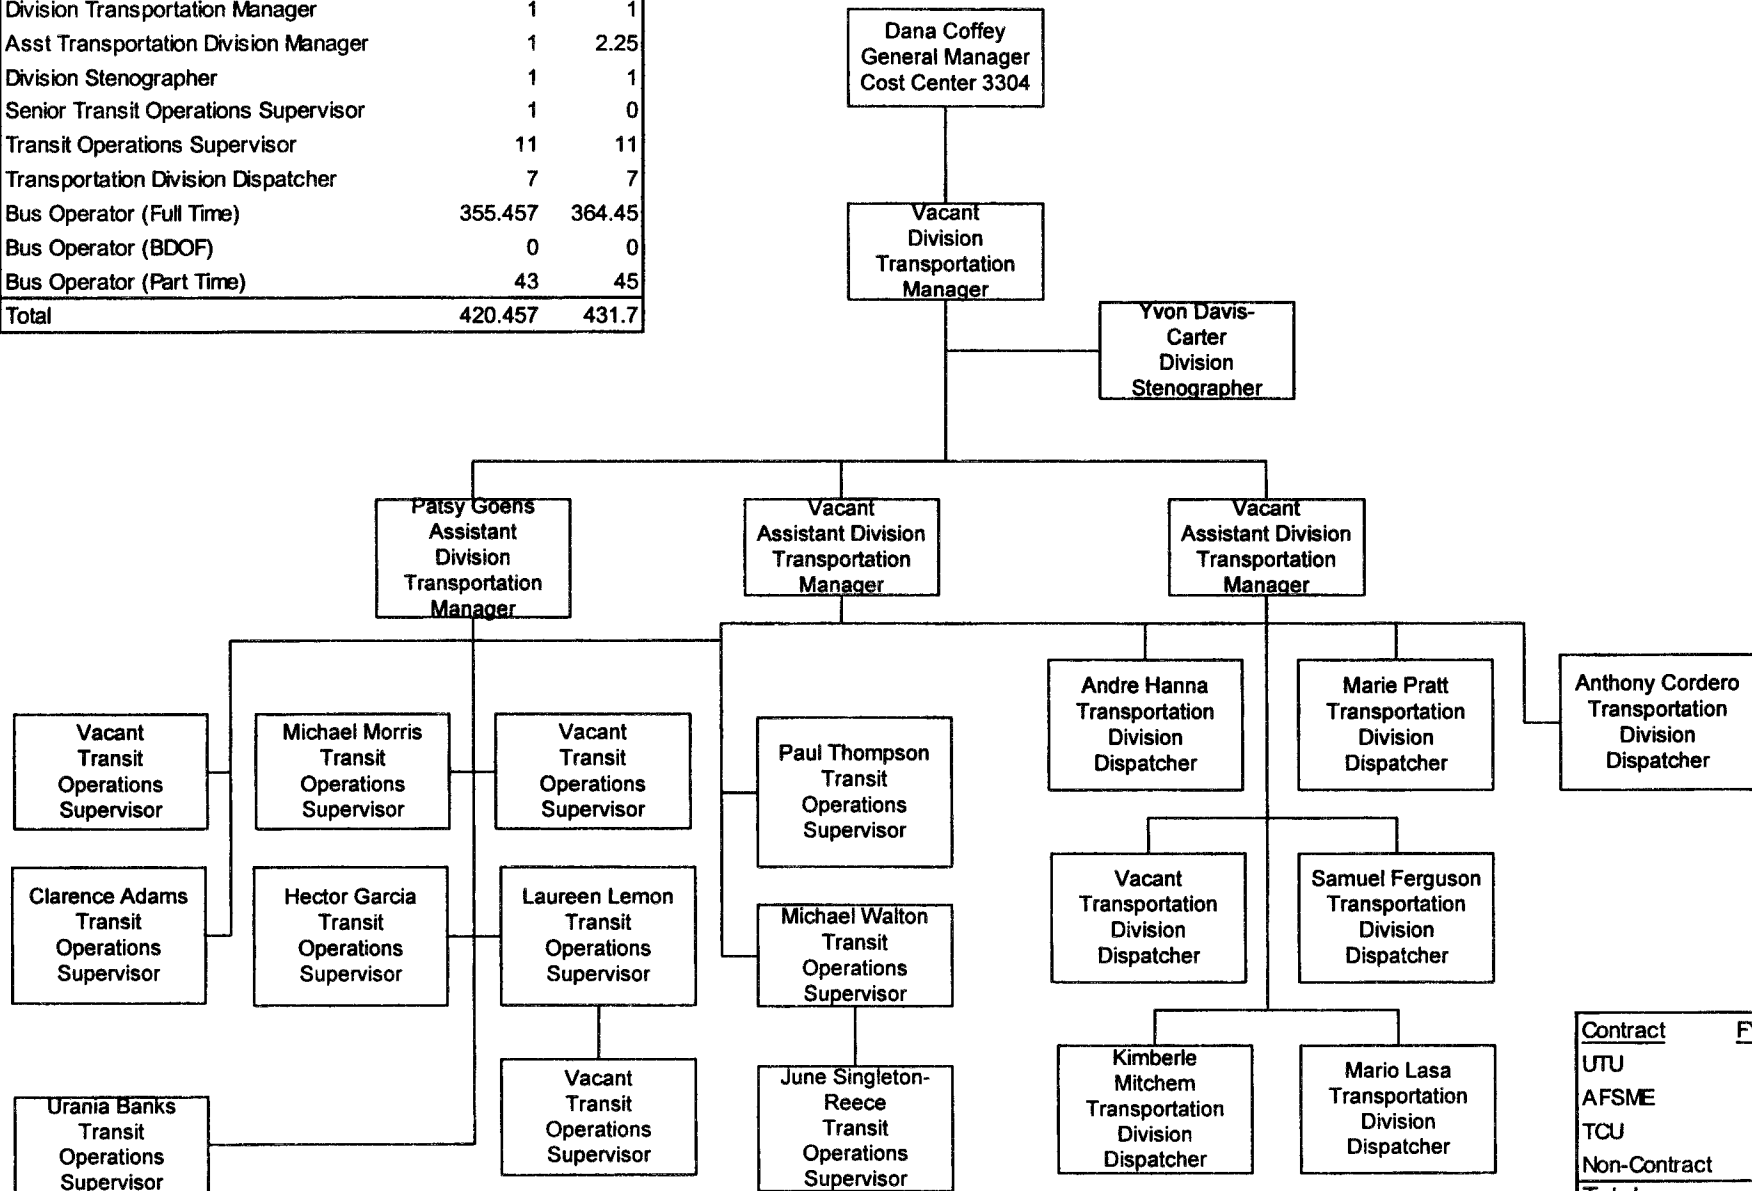 Division Transportation Manager 1 1
Asst Transportation Division Manager 1 2.25
Division Stenographer 1 1
Senior Transit Operations Supervisor 1 0
Transit Operations Supervisor 11 11
Transportation Division Dispatcher 7 7
Bus Operator (Full Time) 355.457 364.45
Bus Operator (BDOF) 0 0
Bus Operator (Part Time) 43 45
Total 420.457 431.7
Dana Coffey
General Manager
Cost Center 3304
Vacant
Division
Transportation
Manager
Yvon Davis-
Carter
Division
Stenographer
Patsy Goens
Assistant
Division
Transportation
Manager
Vacant
Assistant Division
Transportation
Manager
Vacant
Assistant Division
Transportation
Manager
Vacant
Transit
Operations
Supervisor
Michael Morris
Transit
Operations
Supervisor
Vacant
Transit
Operations
Supervisor
Paul Thompson
Transit
Operations
Supervisor
Andre Hanna
Transportation
Division
Dispatcher
Marie Pratt
Transportation
Division
Dispatcher
Anthony Cordero
Transportation
Division
Dispatcher
Clarence Adams
Transit
Operations
Supervisor
Hector Garcia
Transit
Operations
Supervisor
Laureen Lemon
Transit
Operations
Supervisor
Michael Walton
Transit
Operations
Supervisor
Vacant
Transportation
Division
Dispatcher
Samuel Ferguson
Transportation
Division
Dispatcher
Urania Banks
Transit
Operations
Supervisor
Vacant
Transit
Operations
Supervisor
June Singleton-
Reece
Transit
Operations
Supervisor
Kimberle
Mitchem
Transportation
Division
Dispatcher
Mario Lasa
Transportation
Division
Dispatcher
Contract
UTU
AFSME
TCU
Non-Contract